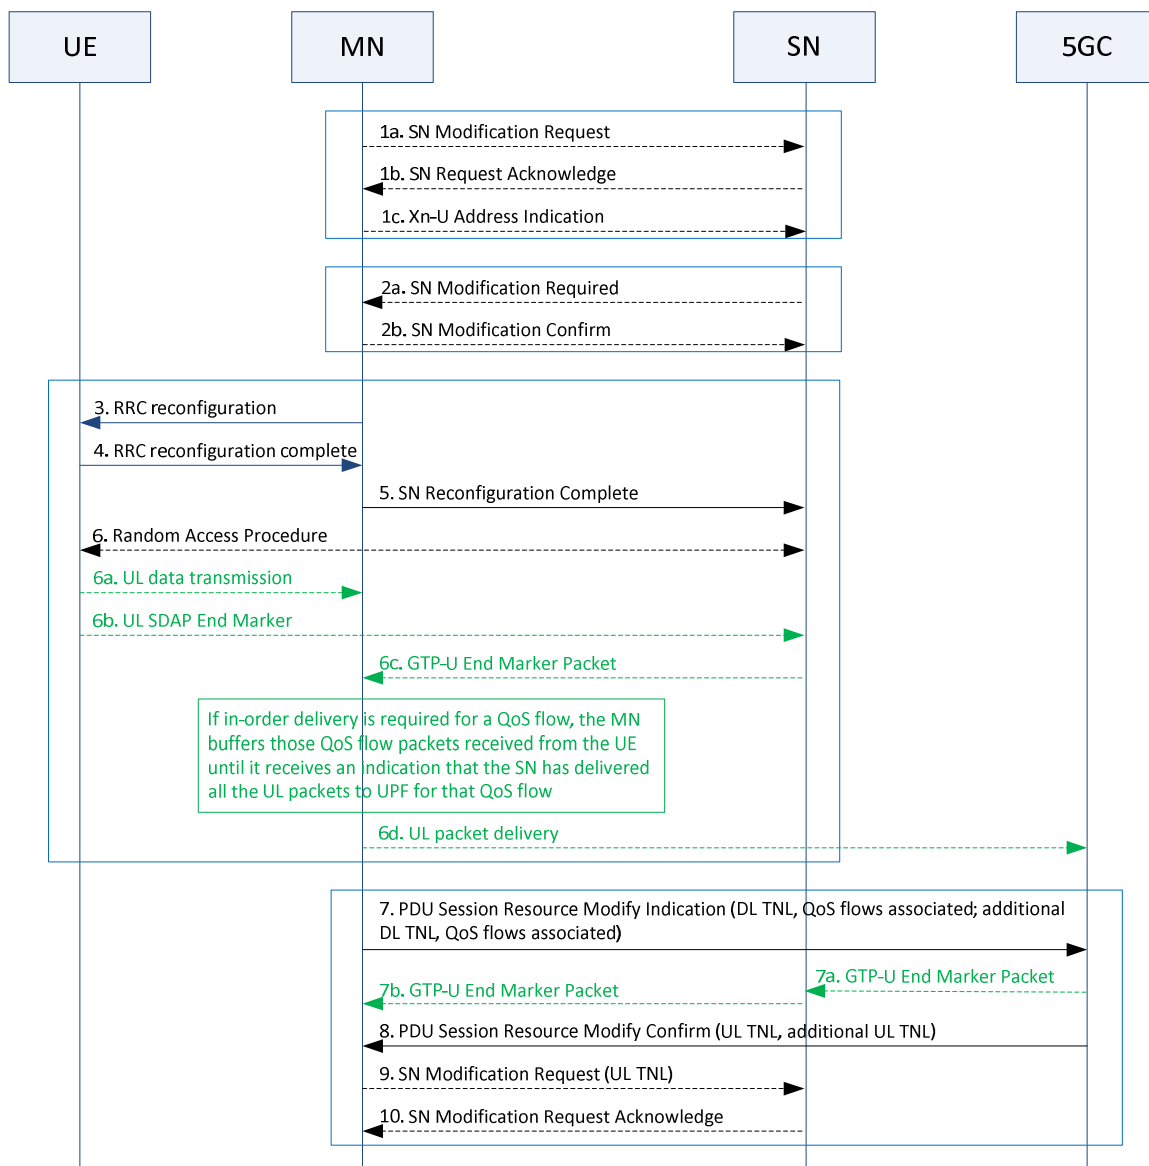 UE
MN
SN
5GC
1a. SN Modification Request
1b. SN Request Acknowledge
1c. Xn-U Address Indication
2a. SN Modification Required
2b. SN Modification Confirm
3. RRC reconfiguration
4. RRC reconfiguration complete
5. SN Reconfiguration Complete
6. Random Access Procedure
6a. UL data transmission
6b. UL SDAP End Marker
6c. GTP-U End Marker Packet
If in-order delivery is required for a QoS flow, the MN
buffers those QoS flow packets received from the UE
until it receives an indication that the SN has delivered
all the UL packets to UPF for that QoS flow
6d. UL packet delivery
7. PDU Session Resource Modify Indication (DL TNL, QoS flows associated; additional
DL TNL, QoS flows associated)
7a. GTP-U End Marker Packet
7b. GTP-U End Marker Packet
8. PDU Session Resource Modify Confirm (UL TNL, additional UL TNL)
9. SN Modification Request (UL TNL)
10. SN Modification Request Acknowledge